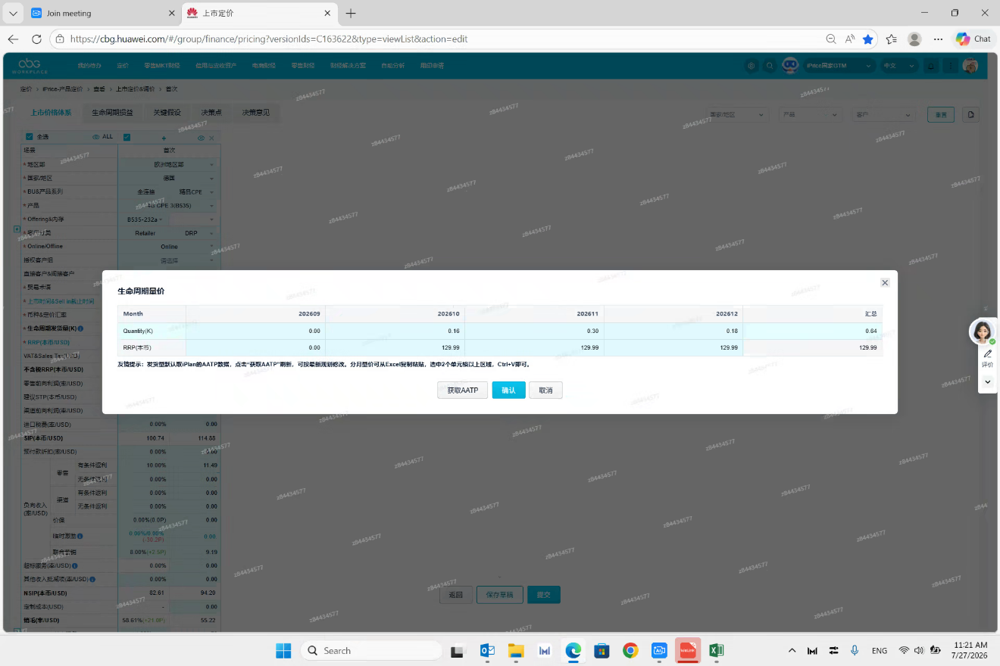 Join meeting
上市定价
https://cbg.huawei.com/#/group/finance/pricing?versionIds=C163622&type=viewList&action=edit
Chat
cbg
WORKPLACE
我的待办 定价 零售MKT财经 信用与应收资产 电商财经 零售财经 财经解决方案 自助分析 用印申请
iPrice国家GTM
中文
定价 > iPrice-产品定价 > 查看 > 上市定价&调价 > 首次
上市价格体系 生命周期损益 关键假设 决策点 决策意见
国家/地区 产品 客户 重置
全选 ALL
场景 首次
*地区部 欧洲地区部
*国家/地区 德国
*BU&产品系列 全连接 精品CPE
*产品 4G CPE 3(B535)
*Offering&内存 B535-232a
*客户分类 Retailer DRP
*Online/Offline Online
授权客户组 请选择
直接客户&间接客户
*贸易术语
*上市时间&Sell in截止时间
*币种&定价汇率
*生命周期发货量(K)
*RRP(本币/USD)
VAT&Sales Tax(USD)
不含税RRP(本币/USD)
零售前向利润(率/USD)
建议STP(本币/USD)
渠道前向利润(率/USD)
生命周期量价
Month 202609 202610 202611 202612 汇总
Quantity(K) 0.00 0.16 0.30 0.18 0.64
RRP(本币) 0.00 129.99 129.99 129.99 129.99
友情提示：发货量默认取iPlan的AATP数据，点击“获取AATP”刷新，可按最新规划修改。分月量价可从Excel复制粘贴，选中2个单元格以上区域，Ctrl+V即可。
获取AATP 确认 取消
进口税费(率/USD) 0.00% 0.00
SIP(本币/USD) 100.74 114.88
预付款折扣(率/USD) 0.00% 0.00
负向收入(率/USD)
零售 有条件返利 10.00% 11.49
无条件返利 0.00% 0.00
渠道 有条件返利 0.00% 0.00
无条件返利 0.00% 0.00
价保 0.00%(0.0P) 0.00
临时激励 0.00%/0.00% 0.00
(-30.2P)
联合营销 8.00% 9.19
超标服务(率/USD) 0.00% 0.00
其他收入抵减项(率/USD) 0.00% 0.00
NSIP(本币/USD) 82.61 94.20
定制成本(USD) - 0.00
销毛(率/USD) 58.61%(+21.0P) 55.22
返回 保存草稿 提交
评价
z84434577
Search
ENG
11:21 AM
7/27/2026